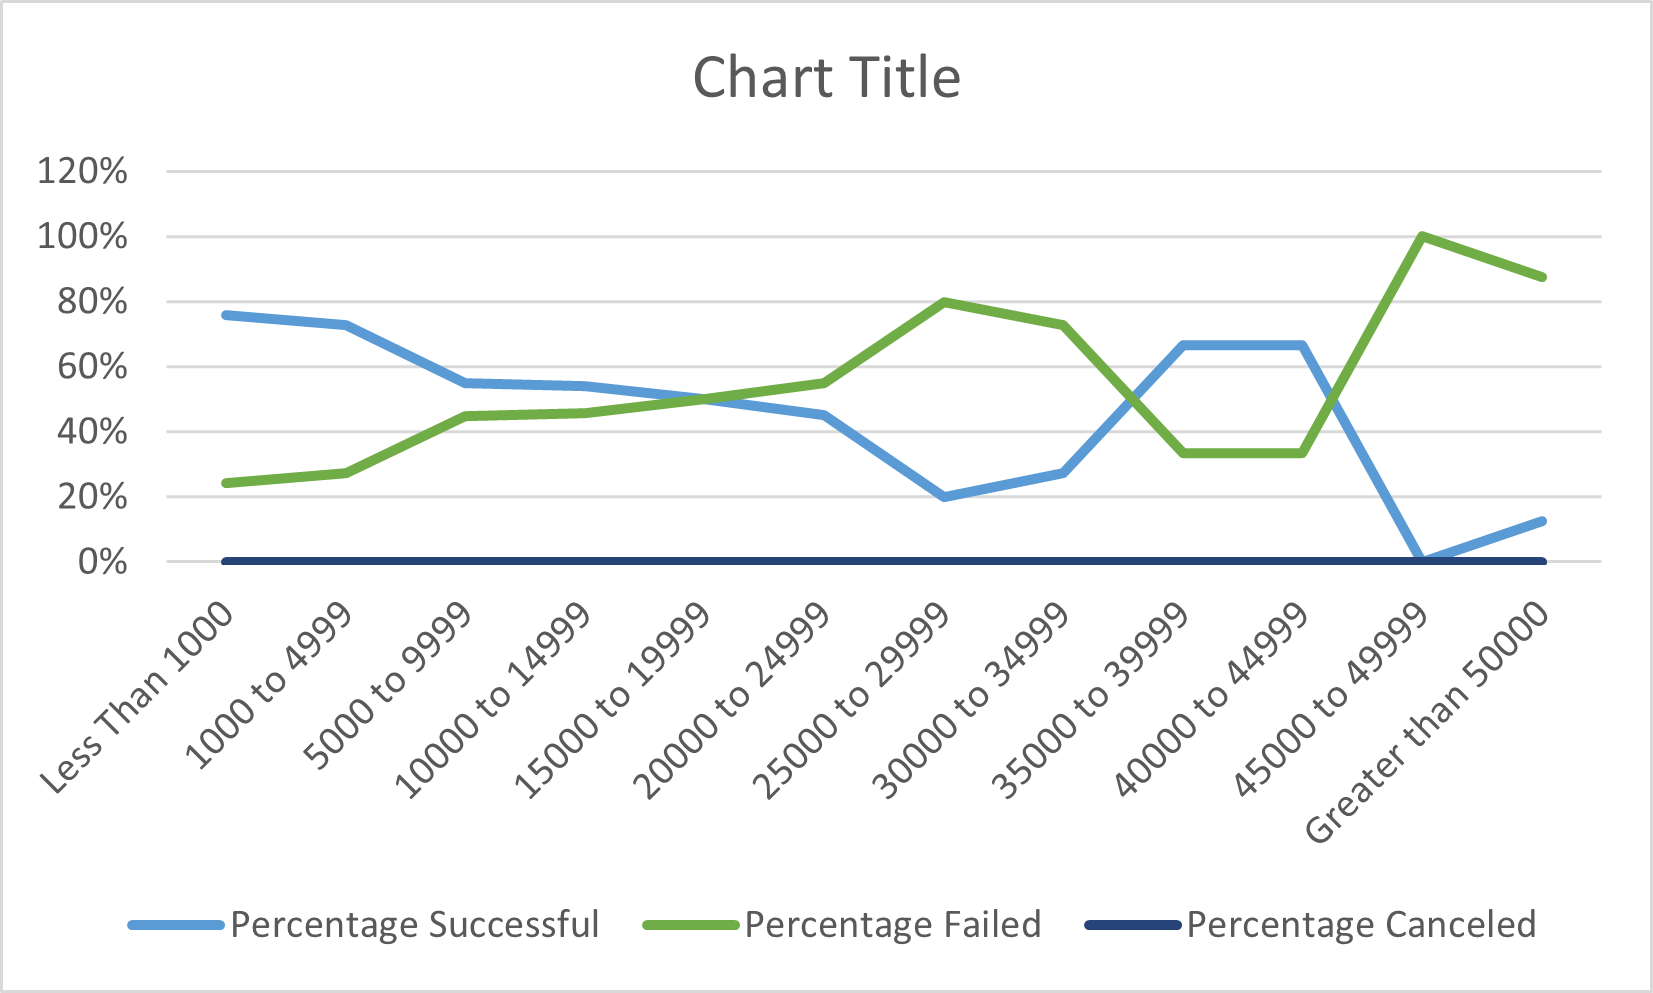 Chart Title
120%
100%
80%
60%
40%
20%
0%
Less Than 1000
1000 to 4999
5000 to 9999
10000 to 14999
15000 to 19999
20000 to 24999
25000 to 29999
30000 to 34999
35000 to 39999
40000 to 44999
45000 to 49999
Greater than 50000
Percentage Successful
Percentage Failed
Percentage Canceled